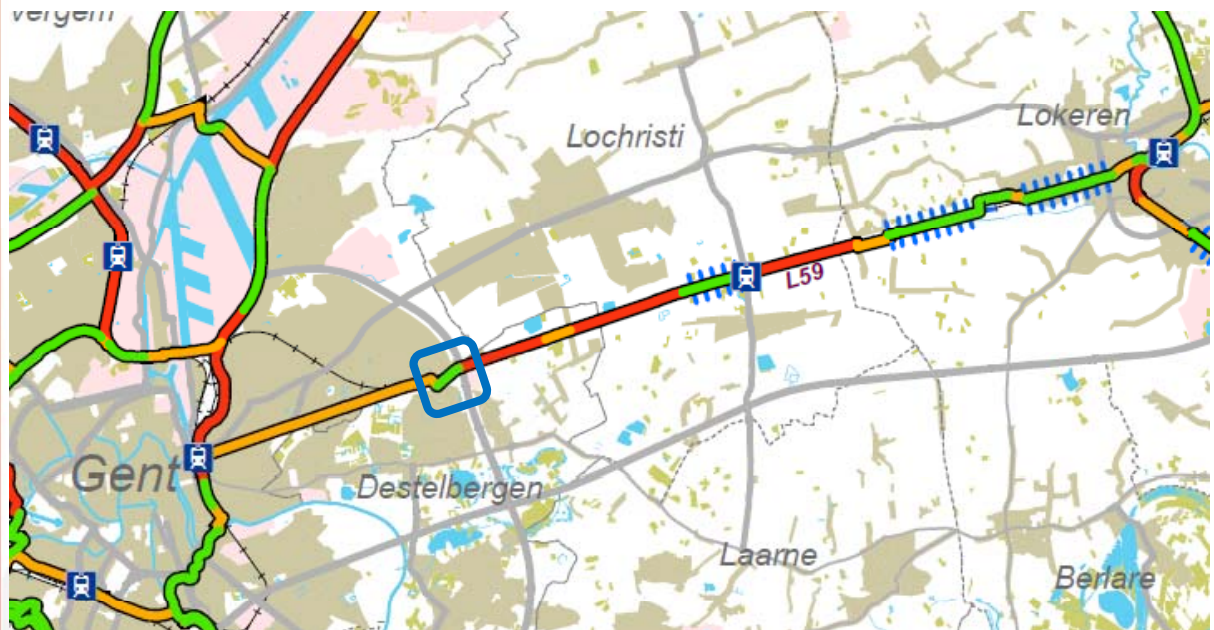 vergem
Lochristi
Lokeren
L59
Gent
Destelbergen
Laarne
Berlare